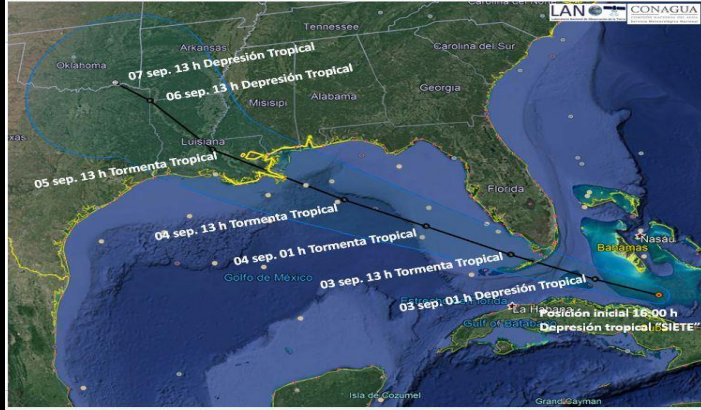 LANOT
CONAGUA
Tennessee
Carolina del Sur
Arkansas
Oklahoma
07 sep. 13 h Depresión Tropical
06 sep. 13 h Depresión Tropical
Misisipi
Alabama
Georgia
Luisiana
05 sep. 13 h Tormenta Tropical
Florida
04 sep. 13 h Tormenta Tropical
04 sep. 01 h Tormenta Tropical
03 sep. 13 h Tormenta Tropical
03 sep. 01 h Depresión Tropical
Golfo de México
Nasáu
Bahamas
La Habana
Posición inicial 16:00 h
Depresión tropical "SIETE"
Isla de Cozumel
Grand Cayman